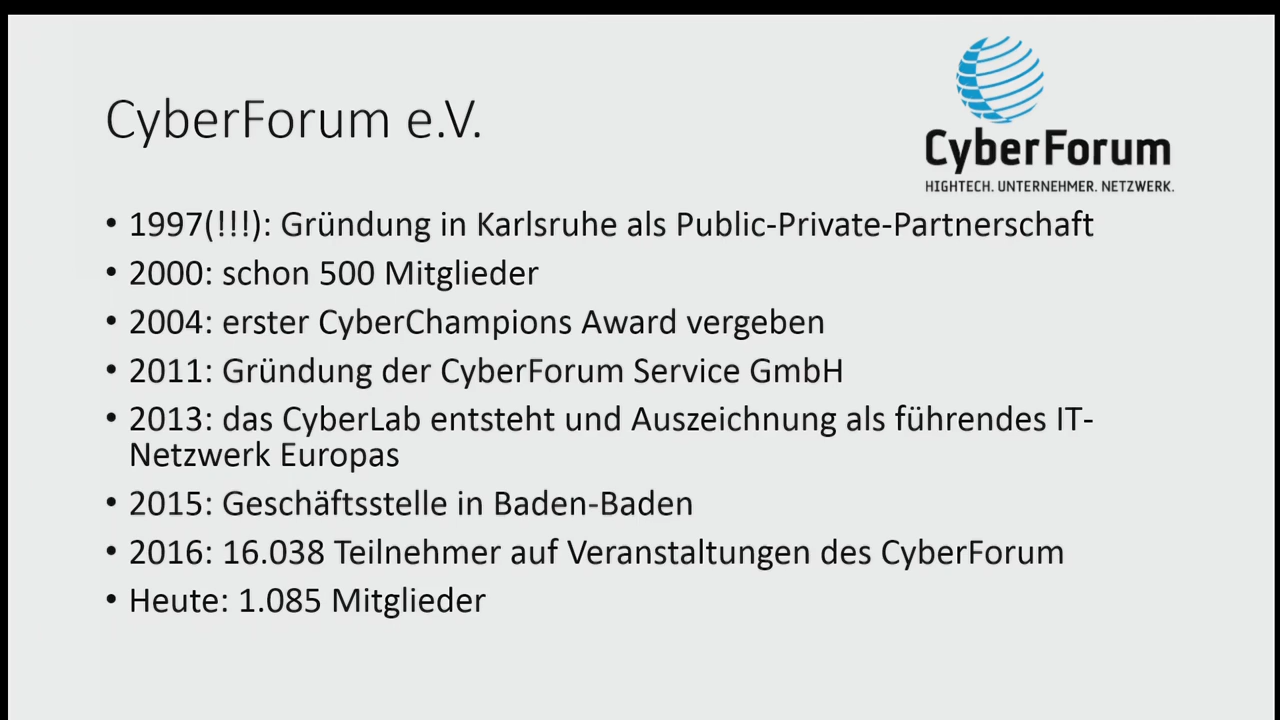 CyberForum e.V.
CyberForum
HIGHTECH. UNTERNEHMER. NETZWERK.
• 1997(!!!): Gründung in Karlsruhe als Public-Private-Partnerschaft
• 2000: schon 500 Mitglieder
• 2004: erster CyberChampions Award vergeben
• 2011: Gründung der CyberForum Service GmbH
• 2013: das CyberLab entsteht und Auszeichnung als führendes IT-
Netzwerk Europas
• 2015: Geschäftsstelle in Baden-Baden
• 2016: 16.038 Teilnehmer auf Veranstaltungen des CyberForum
• Heute: 1.085 Mitglieder